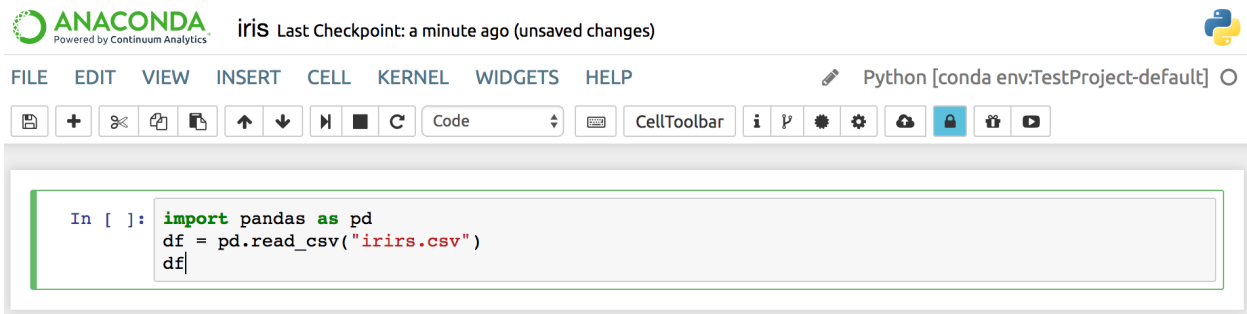 ANACONDA
Powered by Continuum Analytics
iris Last Checkpoint: a minute ago (unsaved changes)
FILE EDIT VIEW INSERT CELL KERNEL WIDGETS HELP Python [conda env:TestProject-default]
Code CellToolbar
In [ ]: import pandas as pd
df = pd.read_csv("irirs.csv")
df